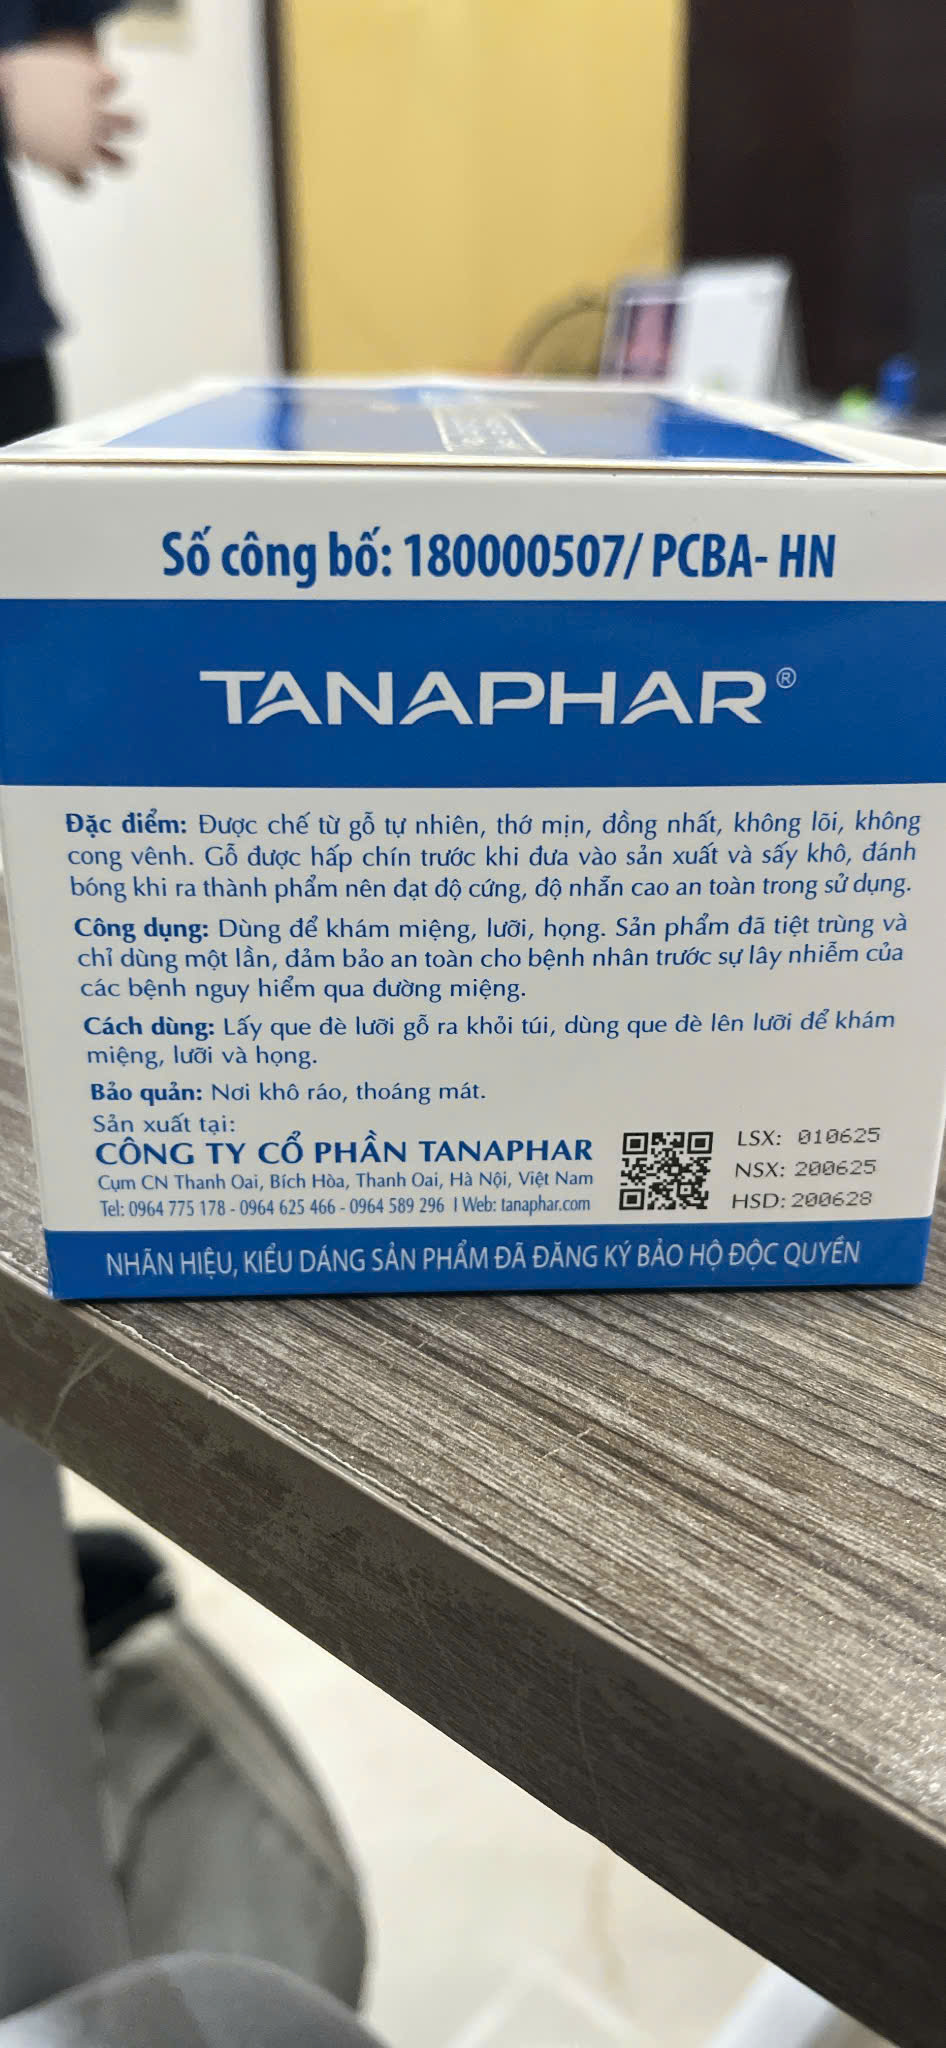 Số công bố: 180000507/ PCBA- HN
TANAPHAR®
Đặc điểm: Được chế từ gỗ tự nhiên, thớ mịn, đồng nhất, không lõi, không
cong vênh. Gỗ được hấp chín trước khi đưa vào sản xuất và sấy khô, đánh
bóng khi ra thành phẩm nên đạt độ cứng, độ nhẵn cao an toàn trong sử dụng.
Công dụng: Dùng để khám miệng, lưỡi, họng. Sản phẩm đã tiệt trùng và
chỉ dùng một lần, đảm bảo an toàn cho bệnh nhân trước sự lây nhiễm của
các bệnh nguy hiểm qua đường miệng.
Cách dùng: Lấy que đè lưỡi gỗ ra khỏi túi, dùng que đè lên lưỡi để khám
miệng, lưỡi và họng.
Bảo quản: Nơi khô ráo, thoáng mát.
Sản xuất tại:
CÔNG TY CỔ PHẦN TANAPHAR
Cụm CN Thanh Oai, Bích Hòa, Thanh Oai, Hà Nội, Việt Nam
Tel: 0964 775 178 - 0964 625 466 - 0964 589 296 I Web: tanaphar.com
LSX: 010625
NSX: 200625
HSD: 200628
NHÃN HIỆU, KIỂU DÁNG SẢN PHẨM ĐÃ ĐĂNG KÝ BẢO HỘ ĐỘC QUYỀN